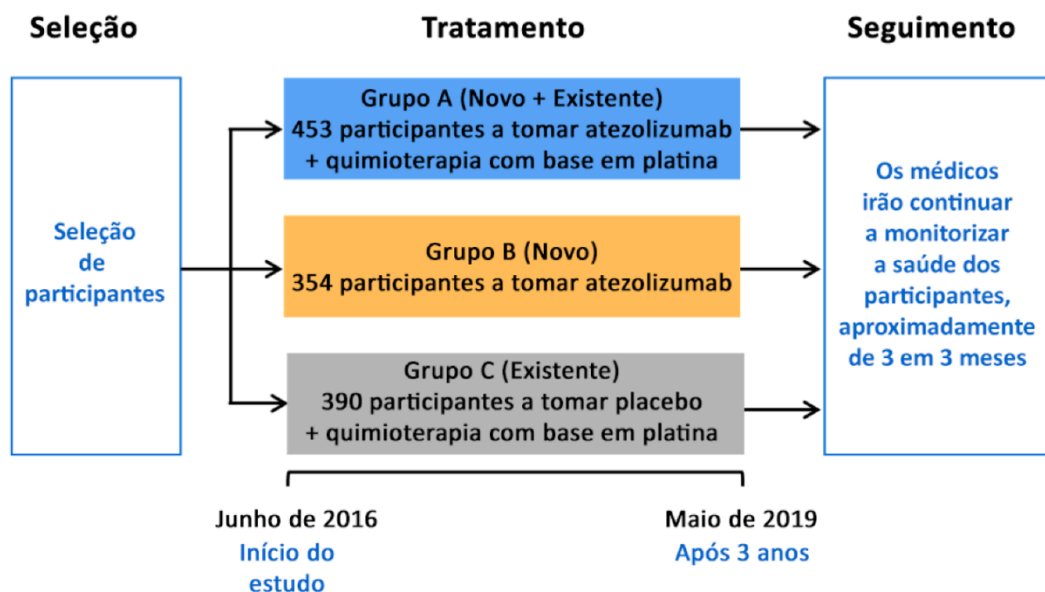 Seleção
Tratamento
Seguimento
Seleção
de
participantes
Grupo A (Novo + Existente)
453 participantes a tomar atezolizumab
+ quimioterapia com base em platina
Grupo B (Novo)
354 participantes a tomar atezolizumab
Grupo C (Existente)
390 participantes a tomar placebo
+ quimioterapia com base em platina
Os médicos
irão continuar
a monitorizar
a saúde dos
participantes,
aproximadamente
de 3 em 3 meses
Junho de 2016
Início do
estudo
Maio de 2019
Após 3 anos